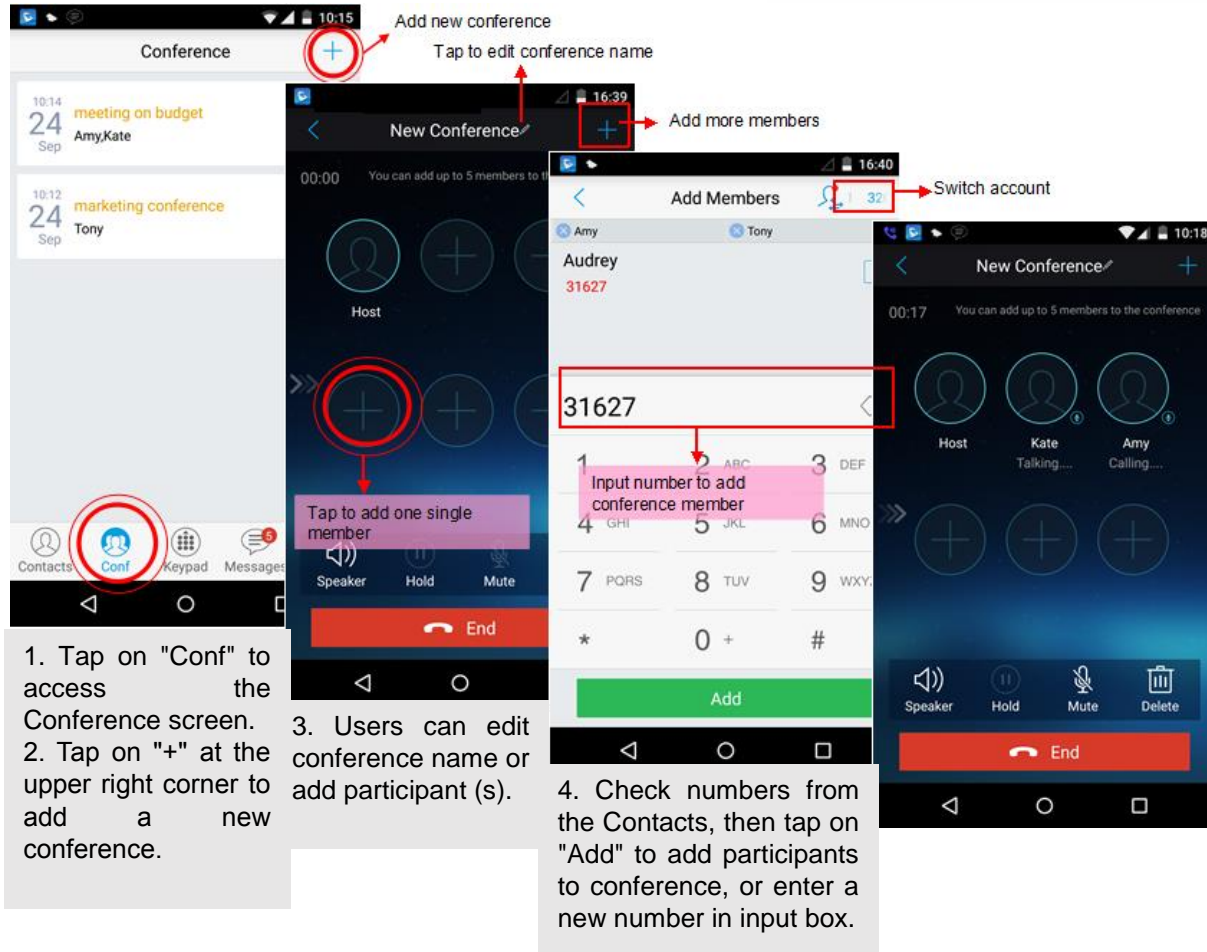 10:15
Conference
10:14
24
Sep
meeting on budget
Amy,Kate
10:12
24
Sep
marketing conference
Tony
5
Contacts
Conf
Keypad
Messages
1. Tap on "Conf" to
access the
Conference screen.
2. Tap on "+" at the
upper right corner to
add a new
conference.
Add new conference
Tap to edit conference name
16:39
New Conference
Add more members
00:00
You can add up to 5 members to t
Host
Tap to add one single
member
Speaker
Hold
Mute
End
3. Users can edit
conference name or
add participant (s).
16:40
Add Members
32
Switch account
Amy
Tony
Audrey
31627
31627
1
2 ABC
3 DEF
Input number to add
conference member
4 GHI
5 JKL
6 MNO
7 PQRS
8 TUV
9 WXY
*
0 +
#
Add
4. Check numbers from
the Contacts, then tap on
"Add" to add participants
to conference, or enter a
new number in input box.
10:18
New Conference
00:17
You can add up to 5 members to the conference
Host
Kate
Talking....
Amy
Calling....
Speaker
Hold
Mute
Delete
End